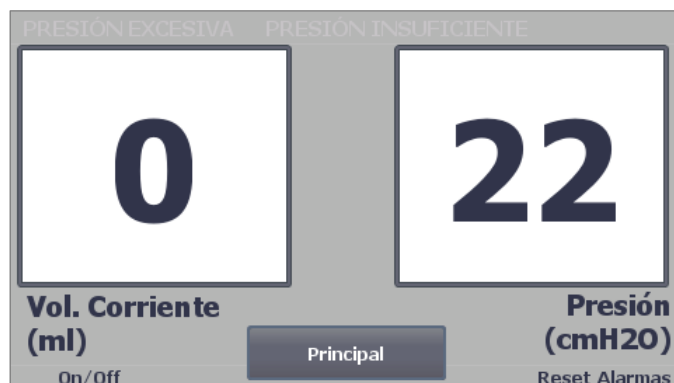 PRESIÓN EXCESIVA PRESIÓN INSUFICIENTE
0 22
Vol. Corriente (ml)
Presión (cmH2O)
Principal
On/Off Reset Alarmas